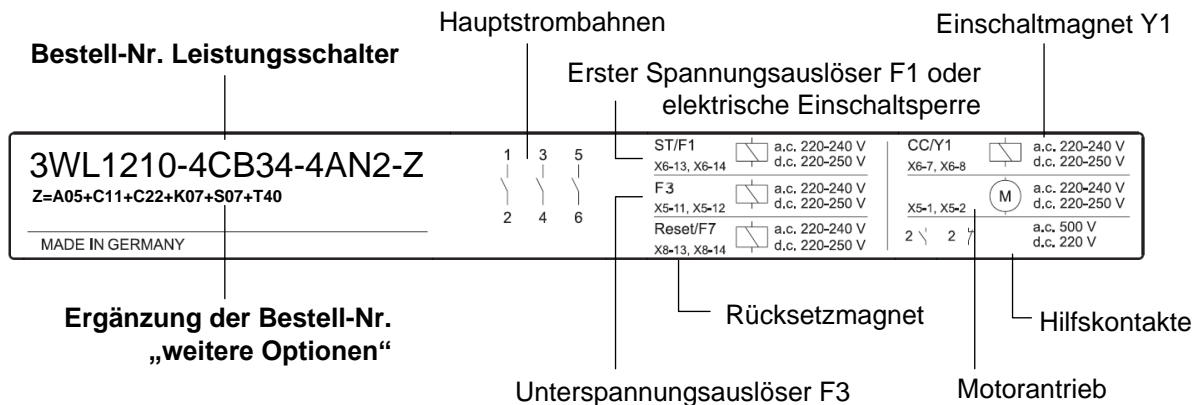 Hauptstrombahnen
Einschaltmagnet Y1
Bestell-Nr. Leistungsschalter
Erster Spannungsauslöser F1 oder
elektrische Einschaltsperre
3WL1210-4CB34-4AN2-Z
Z=A05+C11+C22+K07+S07+T40
MADE IN GERMANY
1 3 5
2 4 6
ST/F1
X6-13, X6-14
a.c. 220-240 V
d.c. 220-250 V
F3
X5-11, X5-12
a.c. 220-240 V
d.c. 220-250 V
Reset/F7
X8-13, X8-14
a.c. 220-240 V
d.c. 220-250 V
CC/Y1
X6-7, X6-8
a.c. 220-240 V
d.c. 220-250 V
X5-1, X5-2
M
a.c. 220-240 V
d.c. 220-250 V
2 2
a.c. 500 V
d.c. 220 V
Ergänzung der Bestell-Nr.
„weitere Optionen“
Rücksetzmagnet
Hilfskontakte
Unterspannungsauslöser F3
Motorantrieb